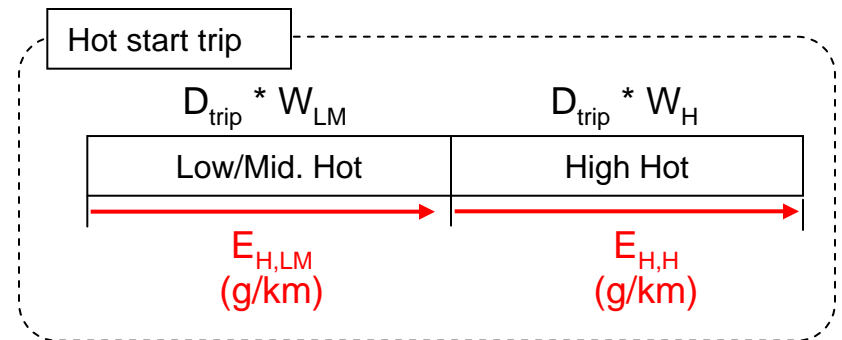 Hot start trip
D_trip * W_LM D_trip * W_H
Low/Mid. Hot High Hot
E_H,LM E_H,H
(g/km) (g/km)